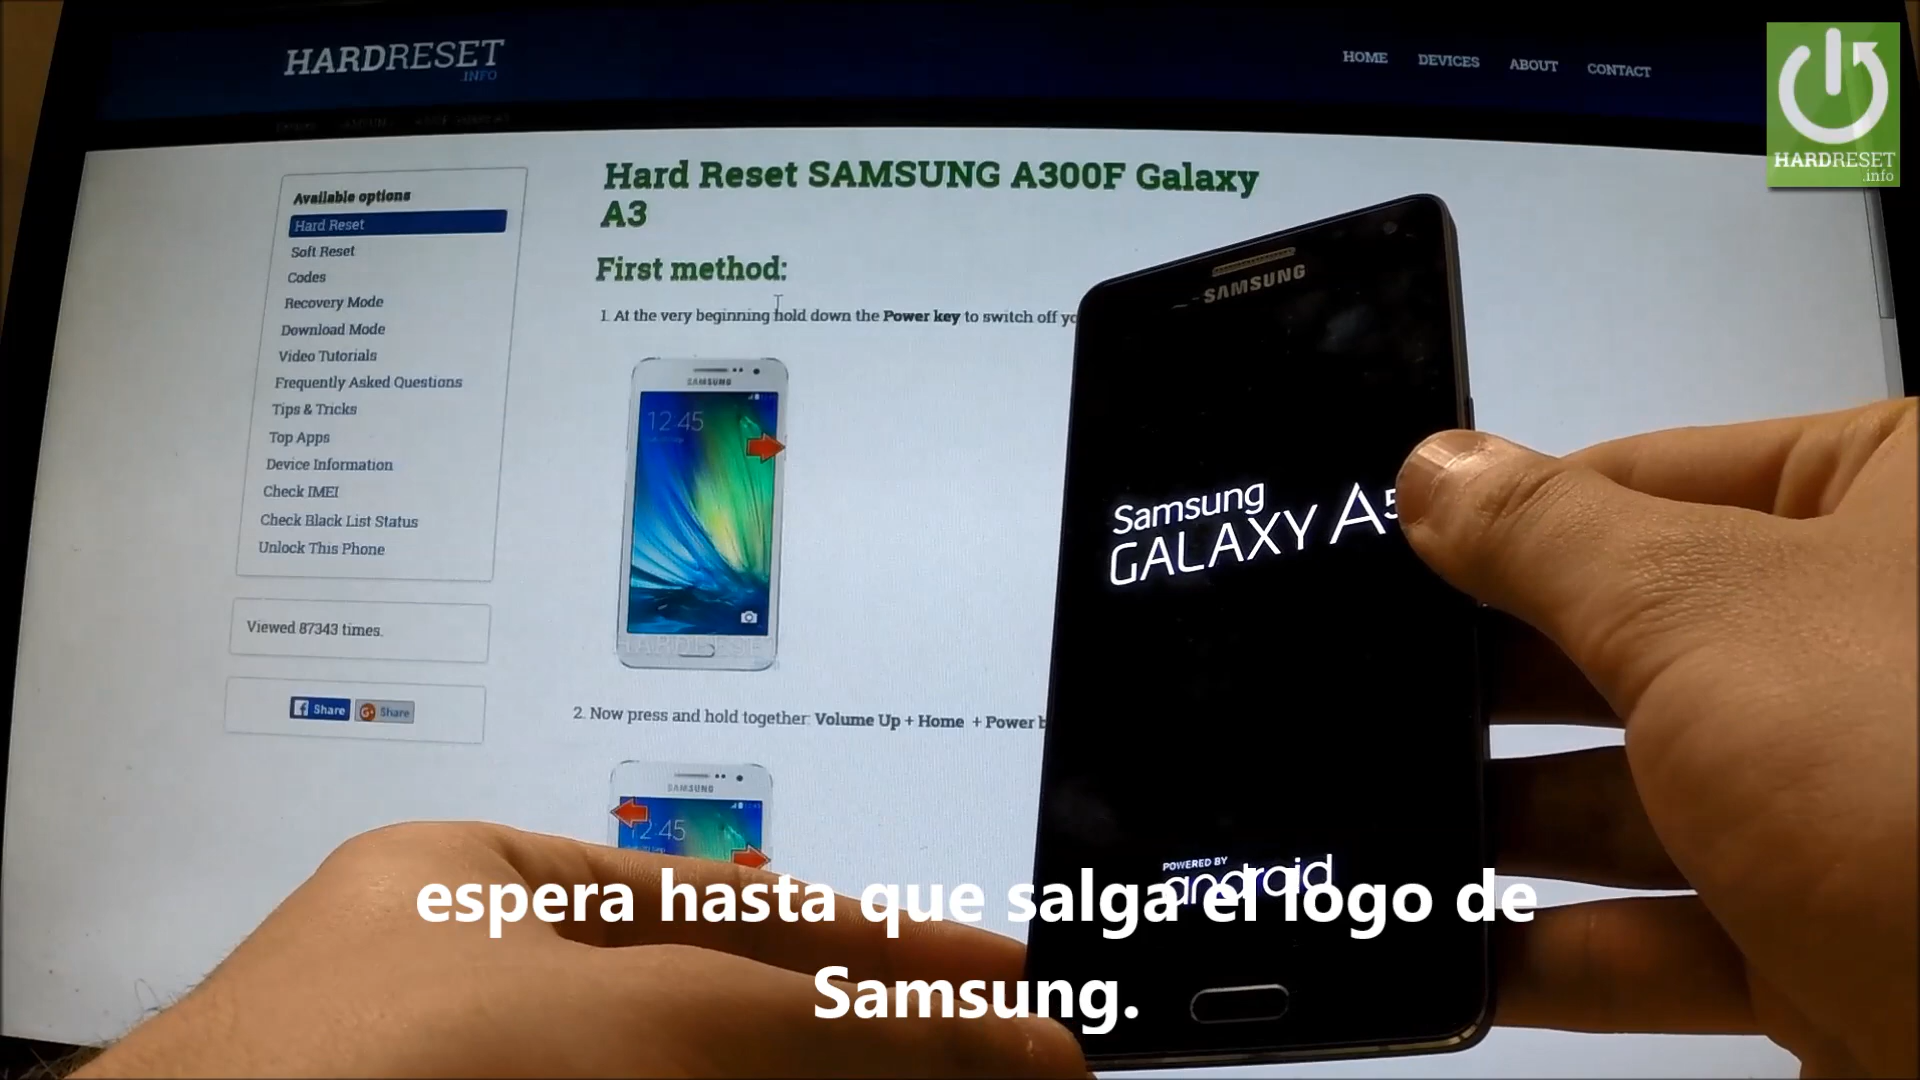 HARDRESET
.INFO
HOME DEVICES ABOUT CONTACT
HARDRESET
.info
Available options
Hard Reset
Soft Reset
Codes
Recovery Mode
Download Mode
Video Tutorials
Frequently Asked Questions
Tips & Tricks
Top Apps
Device Information
Check IMEI
Check Black List Status
Unlock This Phone
Viewed 87343 times.
Share Share
Hard Reset SAMSUNG A300F Galaxy
A3
First method:
1. At the very beginning hold down the Power key to switch off yo
SAMSUNG
12:45
HARDRESET
2. Now press and hold together: Volume Up + Home + Power b
SAMSUNG
12:45
SAMSUNG
Samsung
GALAXY A5
POWERED BY
android
espera hasta que salga el logo de
Samsung.